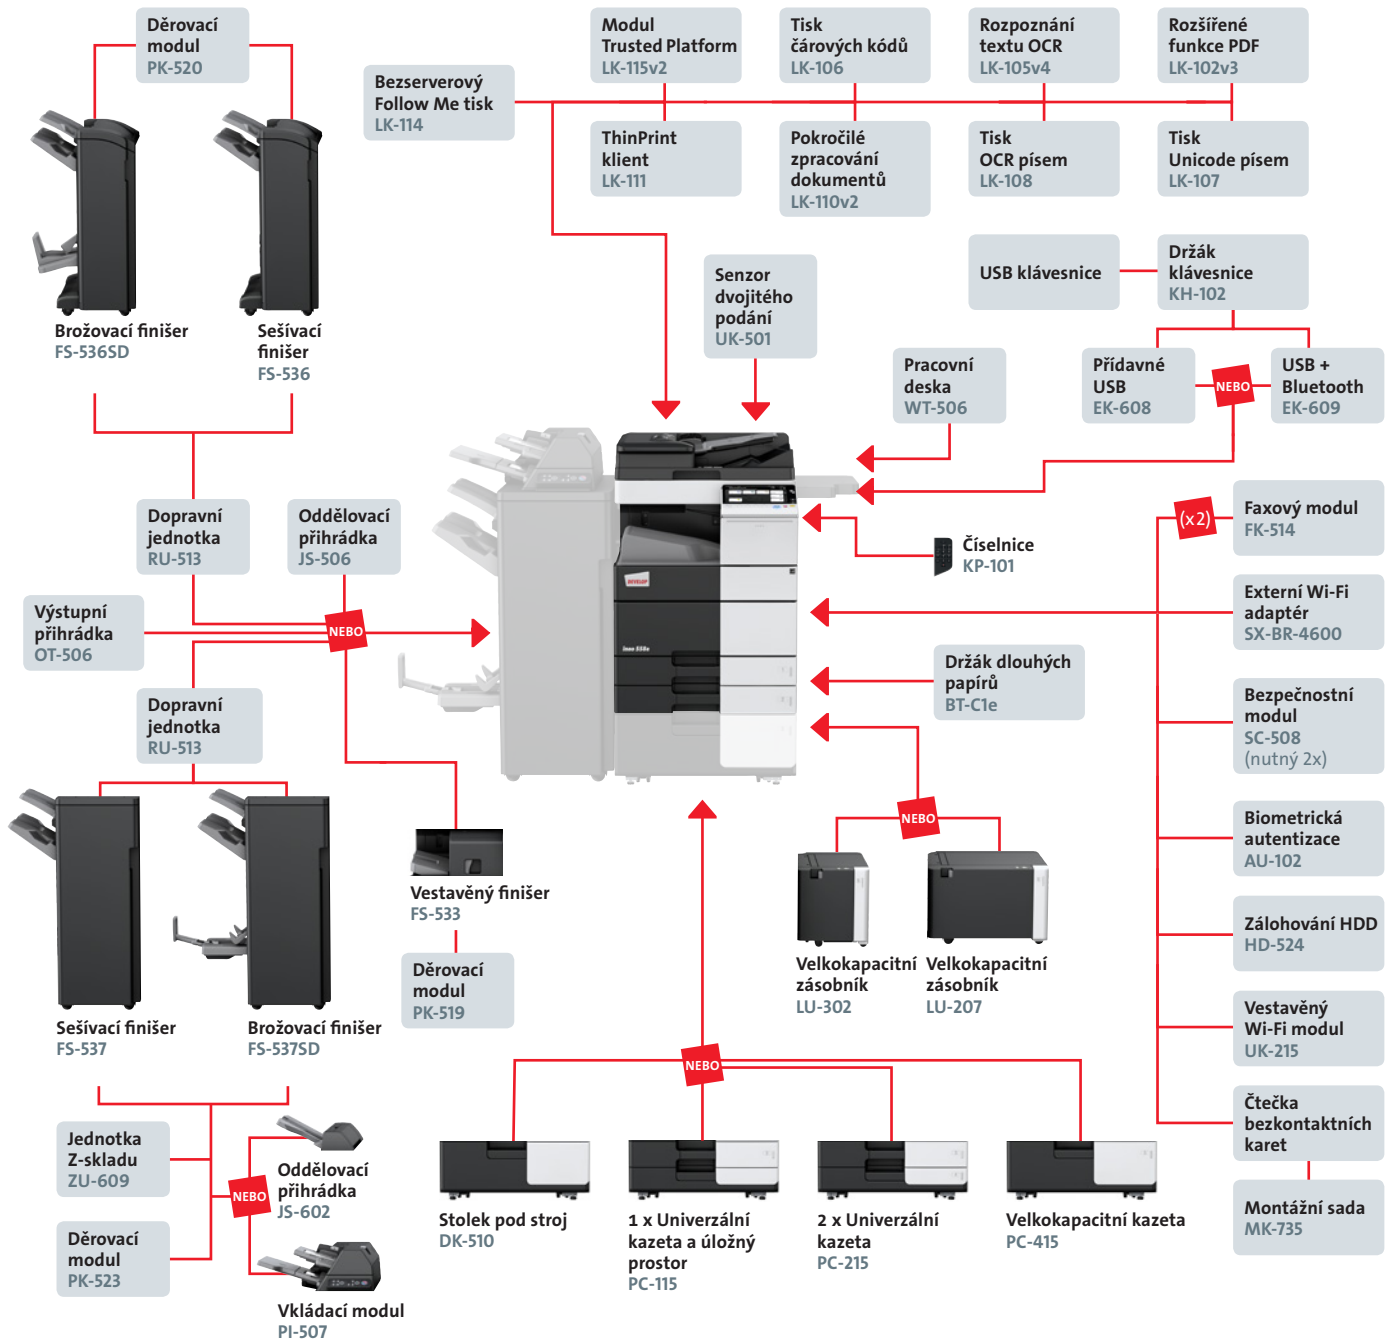 Děrovací
modul
PK-520
Modul
Trusted Platform
LK-115v2
Tisk
čárových kódů
LK-106
Rozpoznání
textu OCR
LK-105v4
Rozšířené
funkce PDF
LK-102v3
Bezserverový
Follow Me tisk
LK-114
ThinPrint
klient
LK-111
Pokročilé
zpracování
dokumentů
LK-110v2
Tisk
OCR písem
LK-108
Tisk
Unicode písem
LK-107
USB klávesnice
Držák
klávesnice
KH-102
Senzor
dvojitého
podání
UK-501
Brožovací finišer
FS-536SD
Sešívací
finišer
FS-536
Pracovní
deska
WT-506
Přídavné
USB
EK-608
NEBO
USB +
Bluetooth
EK-609
Dopravní
jednotka
RU-513
Oddělovací
přihrádka
JS-506
(x2)
Faxový modul
FK-514
Číselnice
KP-101
DEVELOP
Výstupní
přihrádka
OT-506
NEBO
Externí Wi-Fi
adaptér
SX-BR-4600
ineo 558e
Držák dlouhých
papírů
BT-C1e
Dopravní
jednotka
RU-513
Bezpečnostní
modul
SC-508
(nutný 2x)
NEBO
Biometrická
autentizace
AU-102
Vestavěný finišer
FS-533
Děrovací
modul
PK-519
Velkokapacitní
zásobník
LU-302
Velkokapacitní
zásobník
LU-207
Zálohování HDD
HD-524
Sešívací finišer
FS-537
Brožovací finišer
FS-537SD
Vestavěný
Wi-Fi modul
UK-215
NEBO
Čtečka
bezkontaktních
karet
Jednotka
Z-skladu
ZU-609
NEBO
Oddělovací
přihrádka
JS-602
Montážní sada
MK-735
Děrovací
modul
PK-523
Vkládací modul
PI-507
Stolek pod stroj
DK-510
1 x Univerzální
kazeta a úložný
prostor
PC-115
2 x Univerzální
kazeta
PC-215
Velkokapacitní kazeta
PC-415